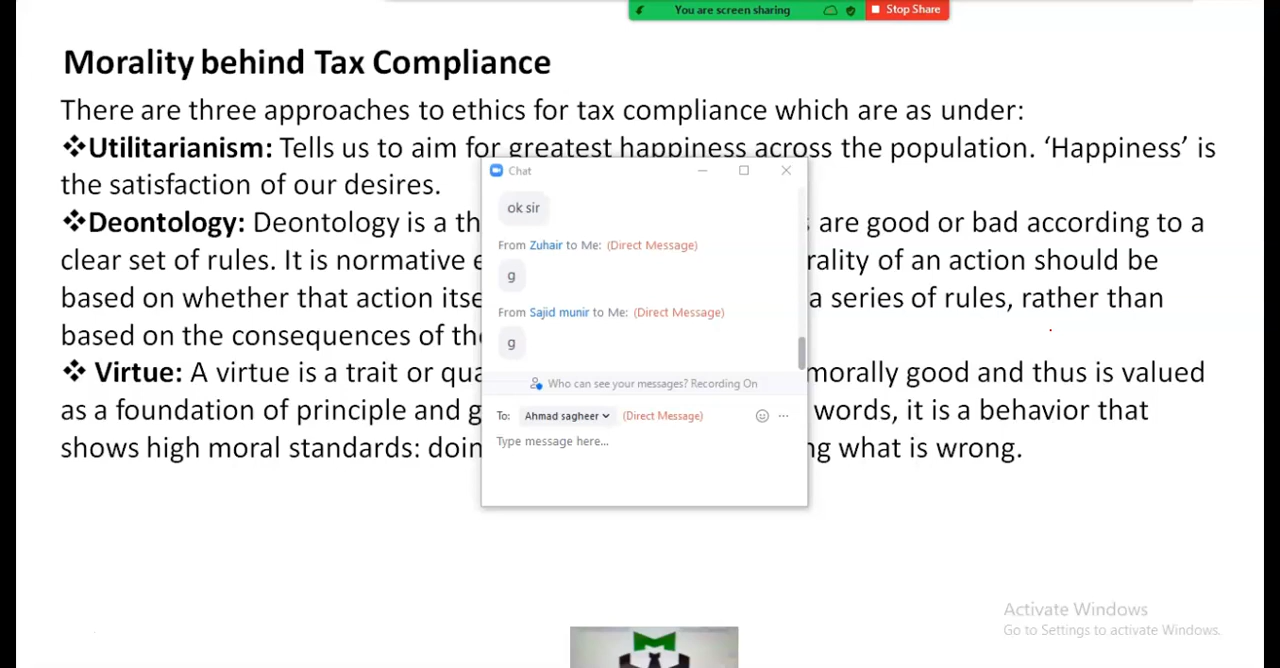 You are screen sharing
Stop Share
Morality behind Tax Compliance
There are three approaches to ethics for tax compliance which are as under:
❖Utilitarianism: Tells us to aim for greatest happiness across the population. ‘Happiness’ is
the satisfaction of our desires.
❖Deontology: Deontology is a th are good or bad according to a
clear set of rules. It is normative e rality of an action should be
based on whether that action itse a series of rules, rather than
based on the consequences of th
❖ Virtue: A virtue is a trait or qua morally good and thus is valued
as a foundation of principle and g words, it is a behavior that
shows high moral standards: doin ng what is wrong.
Chat
ok sir
From Zuhair to Me: (Direct Message)
g
From Sajid munir to Me: (Direct Message)
g
Who can see your messages? Recording On
To: Ahmad sagheer (Direct Message)
Type message here...
Activate Windows
Go to Settings to activate Windows.